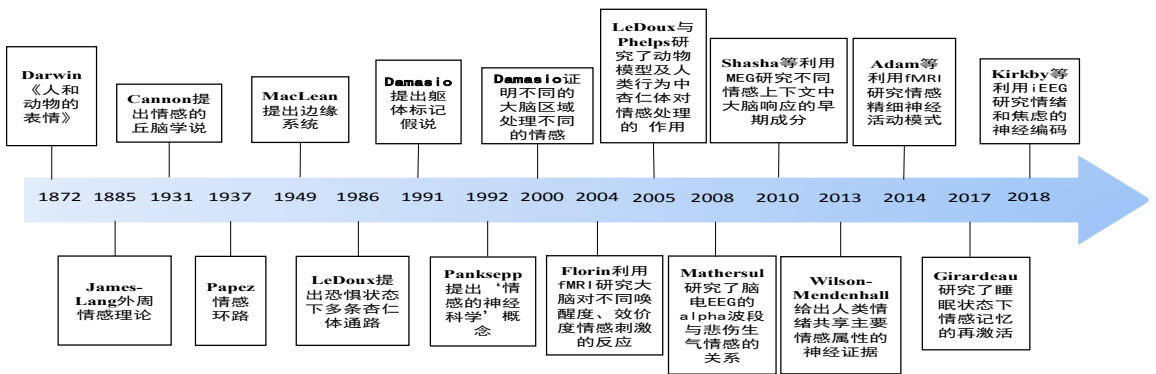 Darwin
《人和
动物的
表情》
Cannon提
出情感的
丘脑学说
MacLean
提出边缘
系统
Damasio
提出躯
体标记
假说
Damasio证
明不同的
大脑区域
处理不同
的情感
LeDoux与
Phelps研
究了动物
模型及人
类行为中
杏仁体对
情感处理
的 作用
Shasha等利用
MEG研究不同
情感上下文中
大脑响应的早
期成分
Adam等
利用fMRI
研究情感
精细神经
活动模式
Kirkby等
利用iEEG
研究情绪
和焦虑的
神经编码
1872 1885 1931 1937 1949 1986 1991 1992 2000 2004 2005 2008 2010 2013 2014 2017 2018
James-
Lang外周
情感理论
Papez
情感
环路
LeDoux提
出恐惧状态
下多条杏仁
体通路
Panksepp
提出‘情
感的神经
科学’概
念
Florin利用
fMRI研究大脑
对不同唤
醒度、效价
度情感刺激
的反应
Mathersul
研究了脑
电EEG的
alpha波段
与悲伤生
气情感的
关系
Wilson-
Mendenhall
给出人类情
绪共享主要
情感属性的
神经证据
Girardeau
研究了睡
眠状态下
情感记忆
的再激活